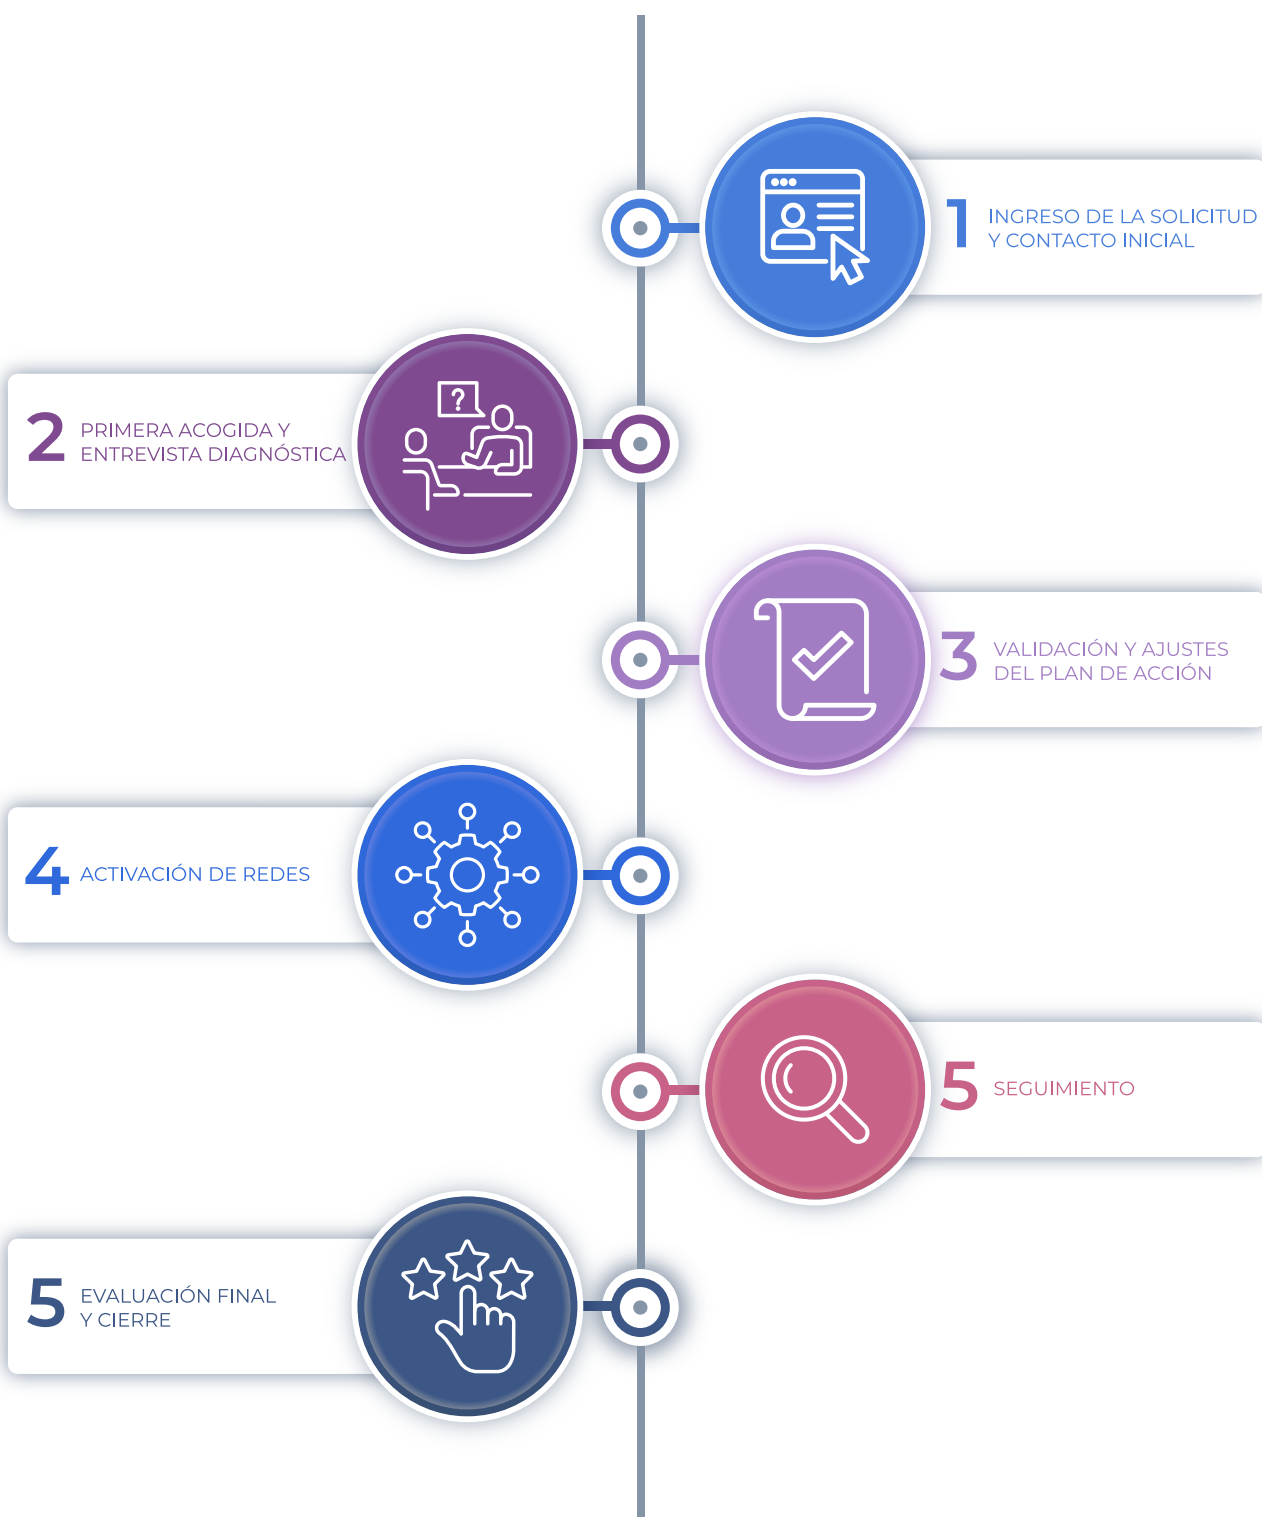 1
INGRESO DE LA SOLICITUD
Y CONTACTO INICIAL
?
2
PRIMERA ACOGIDA Y
ENTREVISTA DIAGNÓSTICA
3
VALIDACIÓN Y AJUSTES
DEL PLAN DE ACCIÓN
4
ACTIVACIÓN DE REDES
5
SEGUIMIENTO
5
EVALUACIÓN FINAL
Y CIERRE